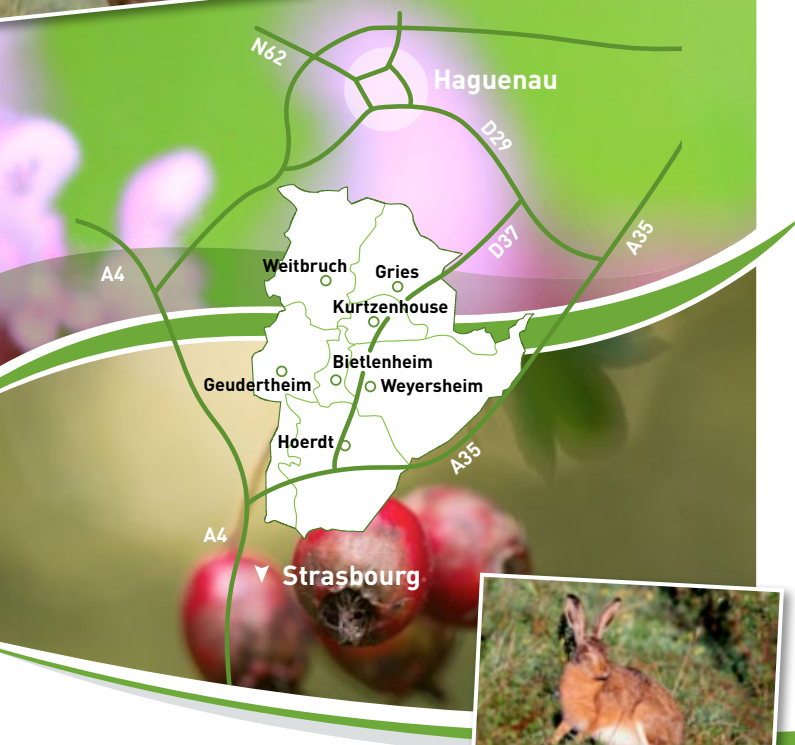 N62
Haguenau
D29
A35
D37
A4
Weitbruch
Gries
Kurtzenhouse
Bietlenheim
Geudertheim
Weyersheim
Hoerdt
A35
A4
Strasbourg